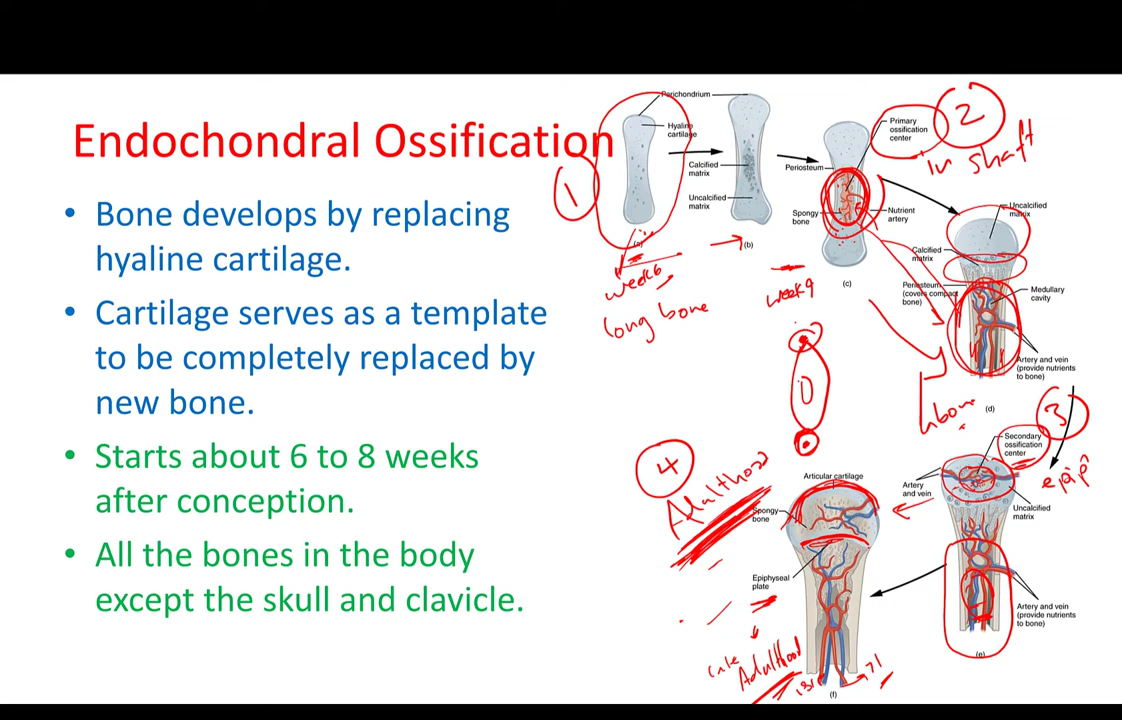 Endochondral Ossification
• Bone develops by replacing
hyaline cartilage.
• Cartilage serves as a template
to be completely replaced by
new bone.
• Starts about 6 to 8 weeks
after conception.
• All the bones in the body
except the skull and clavicle.
Perichondrium
Hyaline
cartilage
Calcified
matrix
Uncalcified
matrix
1
(b)
week 6
long bone
Primary
ossification
center
2
in shaft
Periosteum
Spongy
bone
Nutrient
artery
(c)
week 9
Uncalcified
matrix
Calcified
matrix
Periosteum
(covers compact
bone)
Medullary
cavity
Artery and vein
(provide nutrients
to bone)
(d)
bone
3
Secondary
ossification
center
epip
Artery
and vein
Uncalcified
matrix
Artery and vein
(provide nutrients
to bone)
(e)
4
Adulthood
Articular cartilage
Spongy
bone
Epiphyseal
plate
Adulthood
(f)